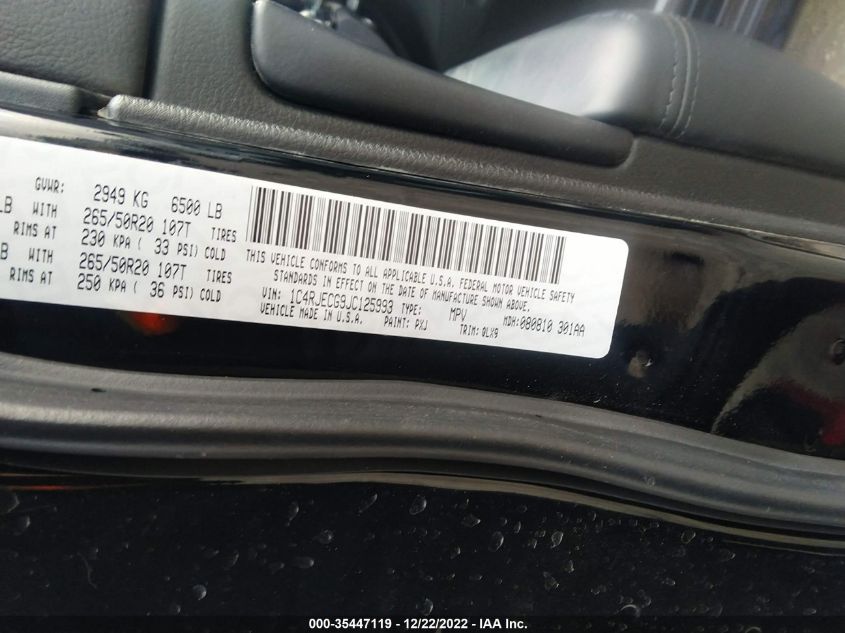 GVWR: 2949 KG 6500 LB
LB WITH 265/50R20 107T TIRES
RIMS AT 230 KPA ( 33 PSI) COLD
LB WITH 265/50R20 107T TIRES
RIMS AT 250 KPA ( 36 PSI) COLD
THIS VEHICLE CONFORMS TO ALL APPLICABLE U.S.A. FEDERAL MOTOR VEHICLE SAFETY
STANDARDS IN EFFECT ON THE DATE OF MANUFACTURE SHOWN ABOVE.
VIN: 1C4RJECG9JC125993 TYPE: MPV MDH:080810 301AA
VEHICLE MADE IN U.S.A. PAINT: PXJ TRIM: QLX9
000-35447119 - 12/22/2022 - IAA Inc.